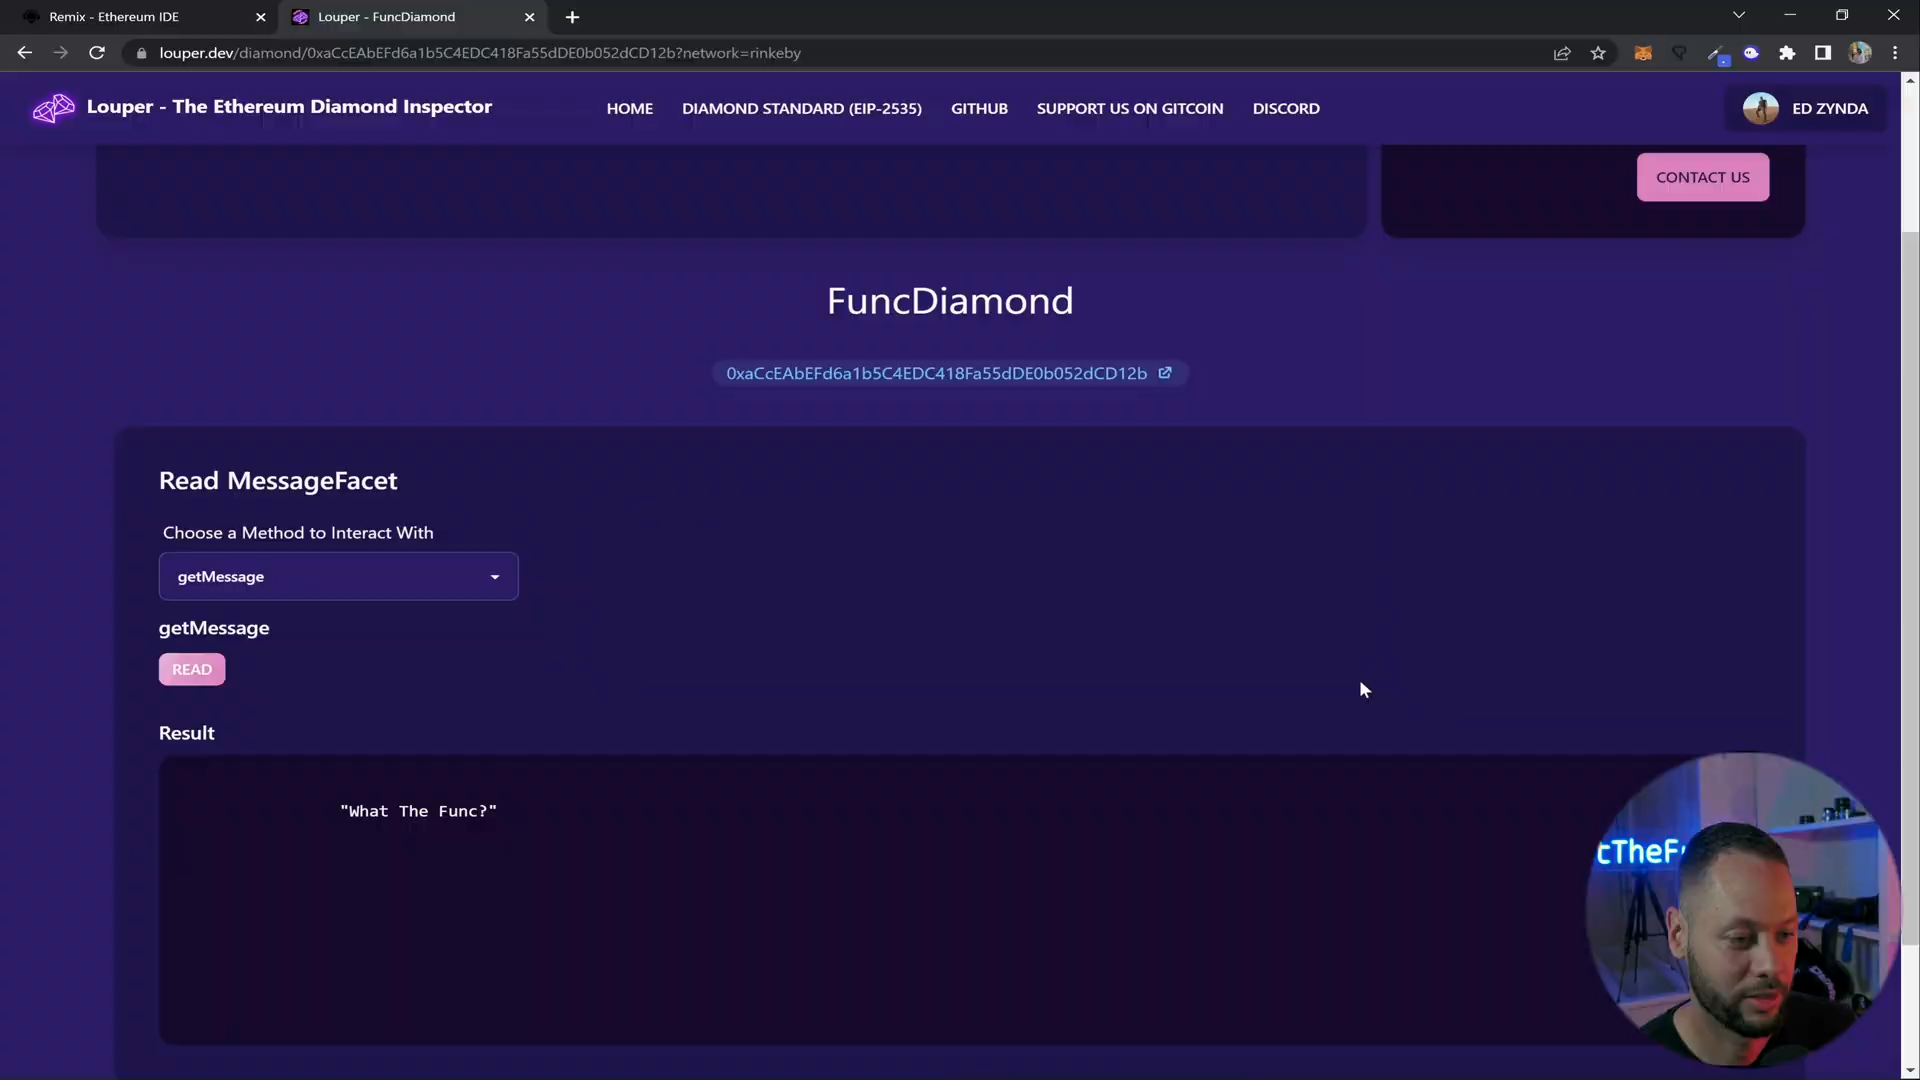 Remix - Ethereum IDE
Louper - FuncDiamond
louper.dev/diamond/0xaCcEAbEFd6a1b5C4EDC418Fa55dDE0b052dCD12b?network=rinkeby
Louper - The Ethereum Diamond Inspector
HOME
DIAMOND STANDARD (EIP-2535)
GITHUB
SUPPORT US ON GITCOIN
DISCORD
ED ZYNDA
CONTACT US
FuncDiamond
0xaCcEAbEFd6a1b5C4EDC418Fa55dDE0b052dCD12b
Read MessageFacet
Choose a Method to Interact With
getMessage
getMessage
READ
Result
"What The Func?"
cTheF